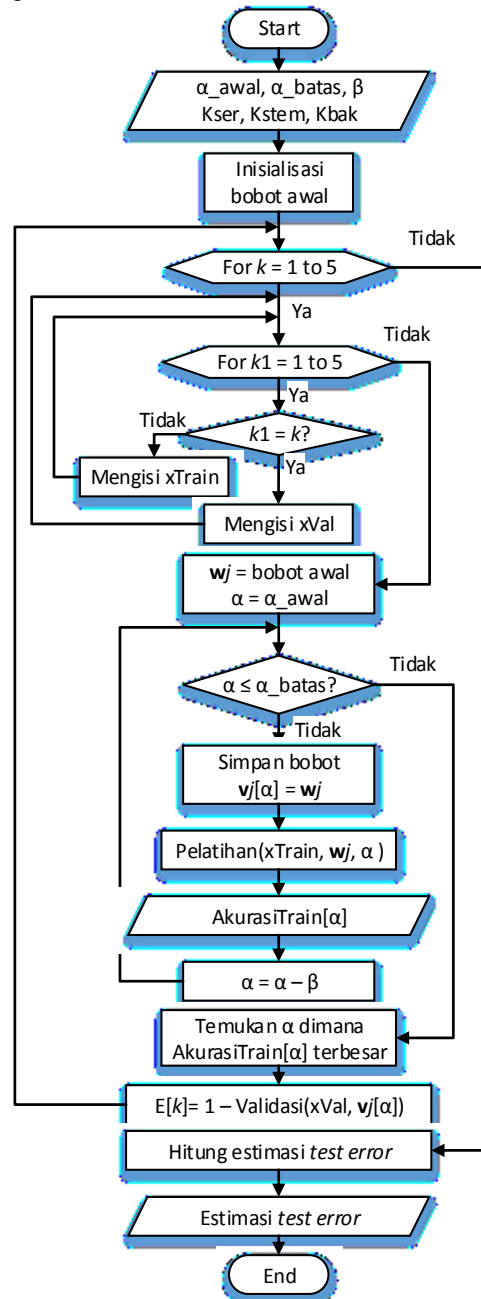 Start
α_awal, α_batas, β
Kser, Kstem, Kbak
Inisialisasi
bobot awal
Tidak
For k = 1 to 5
Ya
Tidak
For k1 = 1 to 5
Ya
Tidak
k1 = k?
Ya
Mengisi xTrain
Mengisi xVal
wj = bobot awal
α = α_awal
Tidak
α ≤ α_batas?
Tidak
Simpan bobot
vj[α] = wj
Pelatihan(xTrain, wj, α )
AkurasiTrain[α]
α = α – β
Temukan α dimana
AkurasiTrain[α] terbesar
E[k]= 1 – Validasi(xVal, vj[α])
Hitung estimasi test error
Estimasi test error
End